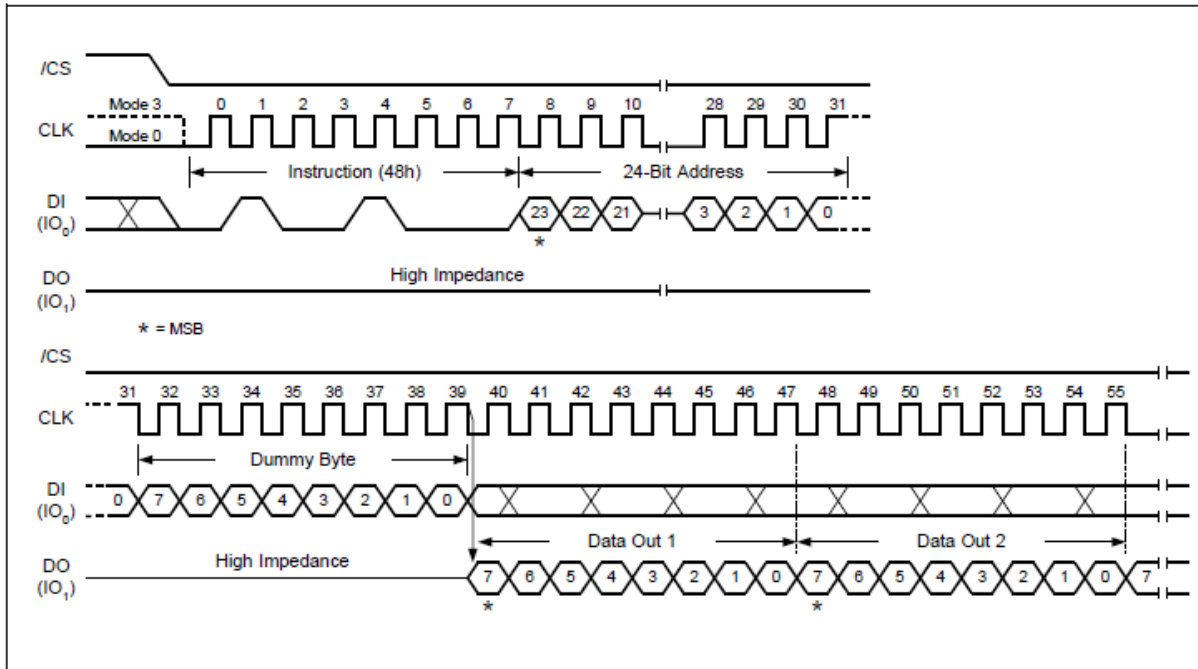 /CS
Mode 3 0 1 2 3 4 5 6 7 8 9 10 28 29 30 31
CLK
Mode 0
Instruction (48h) 24-Bit Address
DI
(IO0)
23 22 21 3 2 1 0
*
High Impedance
DO
(IO1)
* = MSB
/CS
31 32 33 34 35 36 37 38 39 40 41 42 43 44 45 46 47 48 49 50 51 52 53 54 55
CLK
Dummy Byte
DI
(IO0)
0 7 6 5 4 3 2 1 0
Data Out 1 Data Out 2
High Impedance
DO
(IO1)
7 6 5 4 3 2 1 0 7 6 5 4 3 2 1 0 7
* *